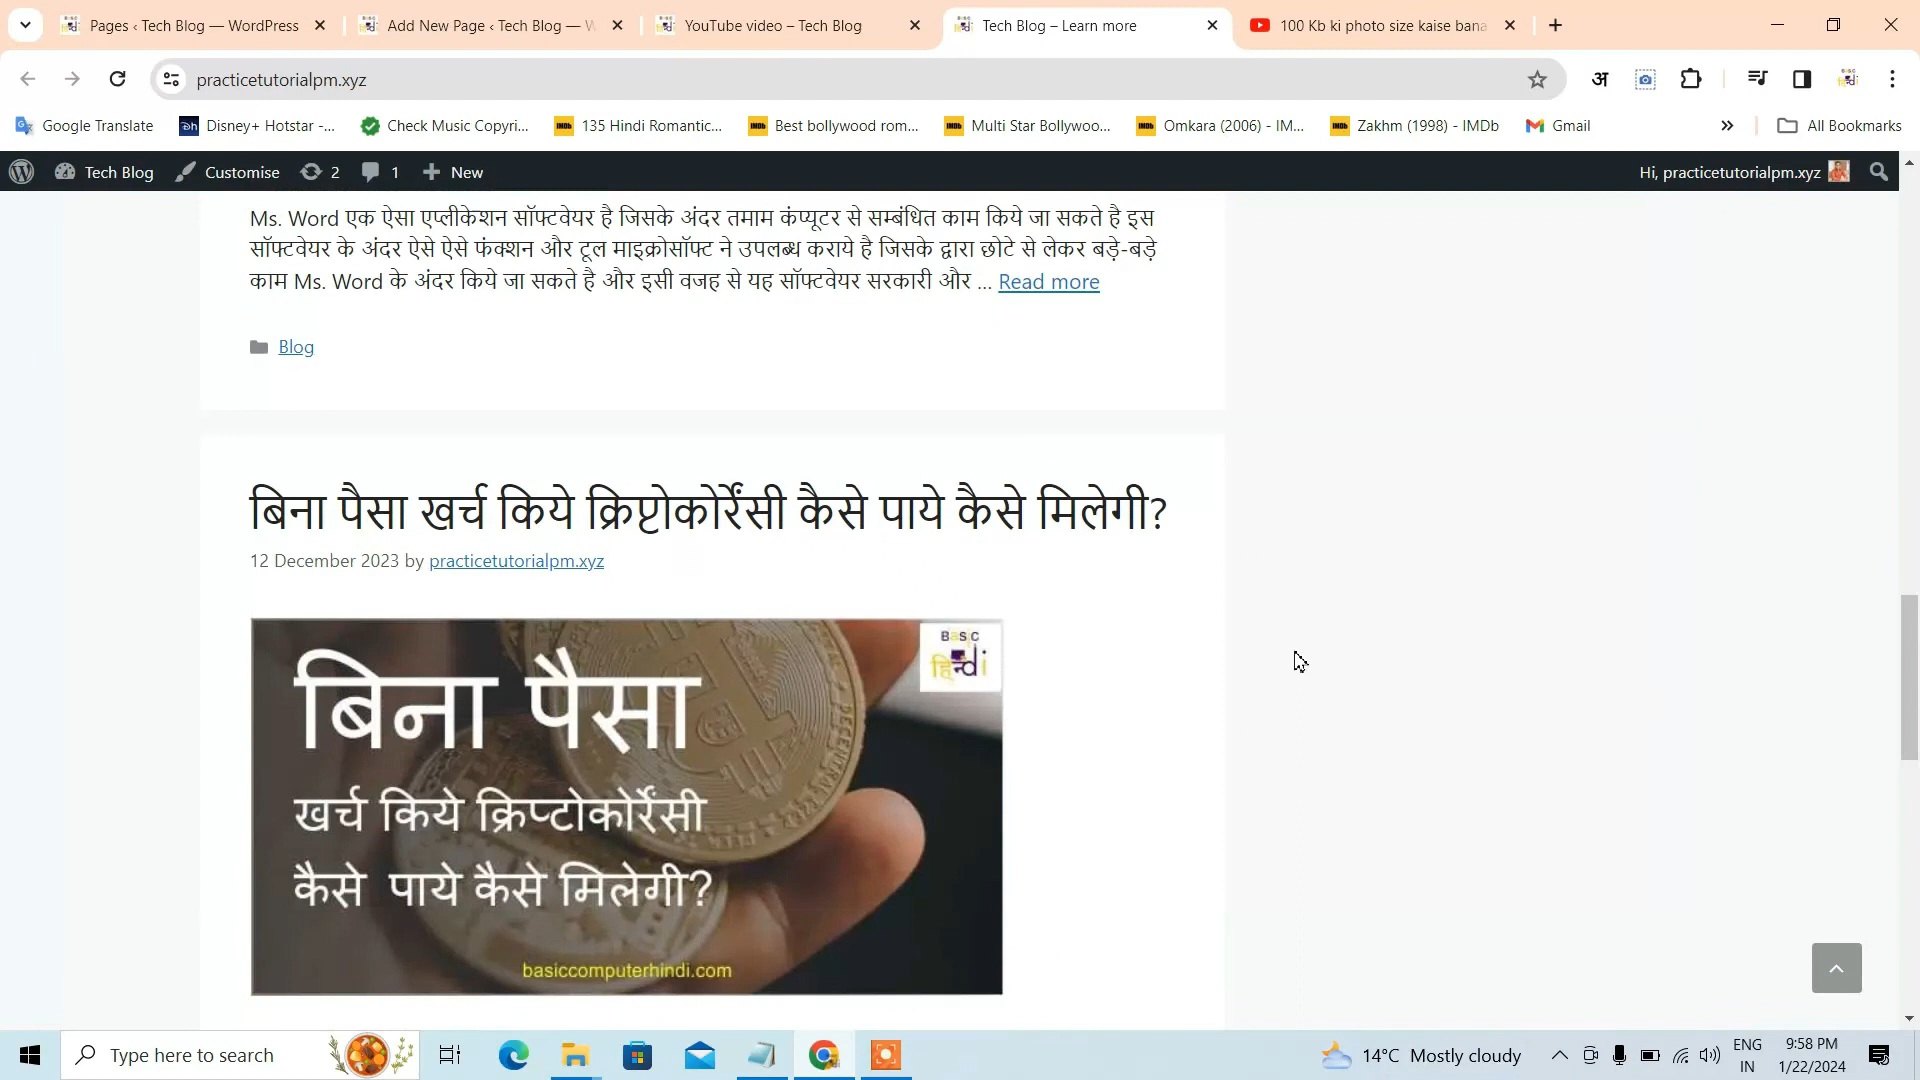 Pages ‹ Tech Blog — WordPress
Add New Page ‹ Tech Blog — W
YouTube video – Tech Blog
Tech Blog – Learn more
100 Kb ki photo size kaise bana
practicetutorialpm.xyz
Google Translate
Disney+ Hotstar -...
Check Music Copyri...
135 Hindi Romantic...
Best bollywood rom...
Multi Star Bollywoo...
Omkara (2006) - IM...
Zakhm (1998) - IMDb
Gmail
All Bookmarks
Tech Blog
Customise
2
1
New
Hi, practicetutorialpm.xyz
Ms. Word एक ऐसा एप्लीकेशन सॉफ्टवेयर है जिसके अंदर तमाम कंप्यूटर से सम्बंधित काम किये जा सकते है इस
सॉफ्टवेयर के अंदर ऐसे ऐसे फंक्शन और टूल माइक्रोसॉफ्ट ने उपलब्ध कराये है जिसके द्वारा छोटे से लेकर बड़े-बड़े
काम Ms. Word के अंदर किये जा सकते है और इसी वजह से यह सॉफ्टवेयर सरकारी और ... Read more
Blog
बिना पैसा खर्च किये क्रिप्टोकोर्रेंसी कैसे पाये कैसे मिलेगी?
12 December 2023 by practicetutorialpm.xyz
BaSiC
हिन्दी
बिना पैसा
खर्च किये क्रिप्टोकोर्रेंसी
कैसे पाये कैसे मिलेगी?
basiccomputerhindi.com
Type here to search
14°C Mostly cloudy
ENG
IN
9:58 PM
1/22/2024